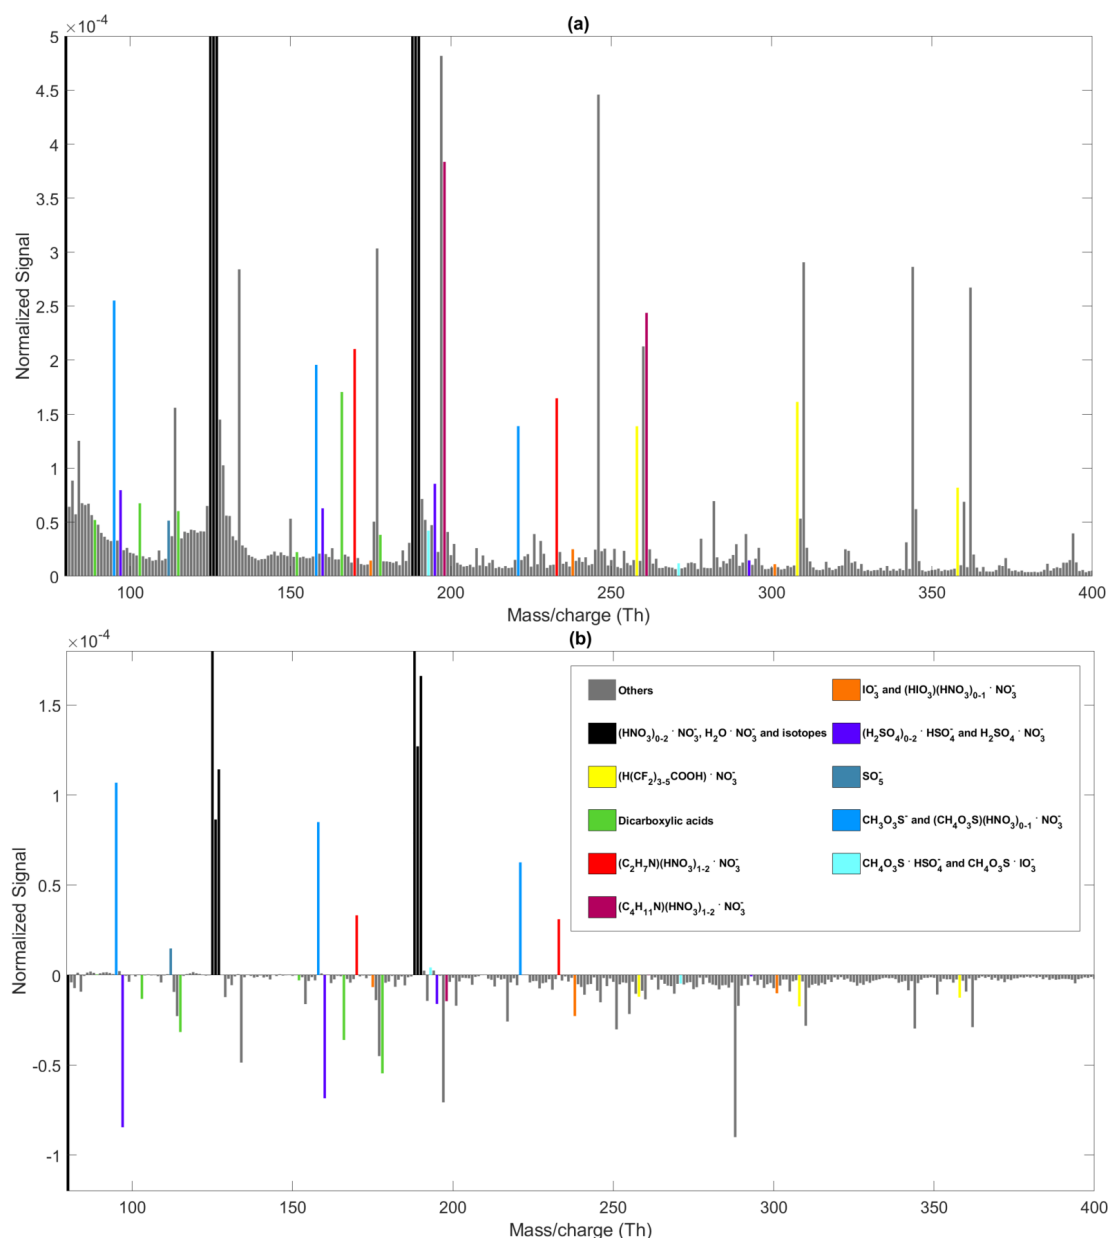 (a)
×10⁻⁴
5
4.5
4
3.5
3
2.5
2
1.5
1
0.5
0
Normalized Signal
100 150 200 250 300 350 400
Mass/charge (Th)
(b)
×10⁻⁴
1.5
1
0.5
0
-0.5
-1
Normalized Signal
Others
(HNO₃)₀₋₂ · NO₃⁻, H₂O · NO₃⁻ and isotopes
(H(CF₂)₃₋₅COOH) · NO₃⁻
Dicarboxylic acids
(C₂H₇N)(HNO₃)₁₋₂ · NO₃⁻
(C₄H₁₁N)(HNO₃)₁₋₂ · NO₃⁻
IO₃⁻ and (HIO₃)(HNO₃)₀₋₁ · NO₃⁻
(H₂SO₄)₀₋₂ · HSO₄⁻ and H₂SO₄ · NO₃⁻
SO₅⁻
CH₃O₃S⁻ and (CH₄O₃S)(HNO₃)₀₋₁ · NO₃⁻
CH₄O₃S · HSO₄⁻ and CH₄O₃S · IO₃⁻
100 150 200 250 300 350 400
Mass/charge (Th)